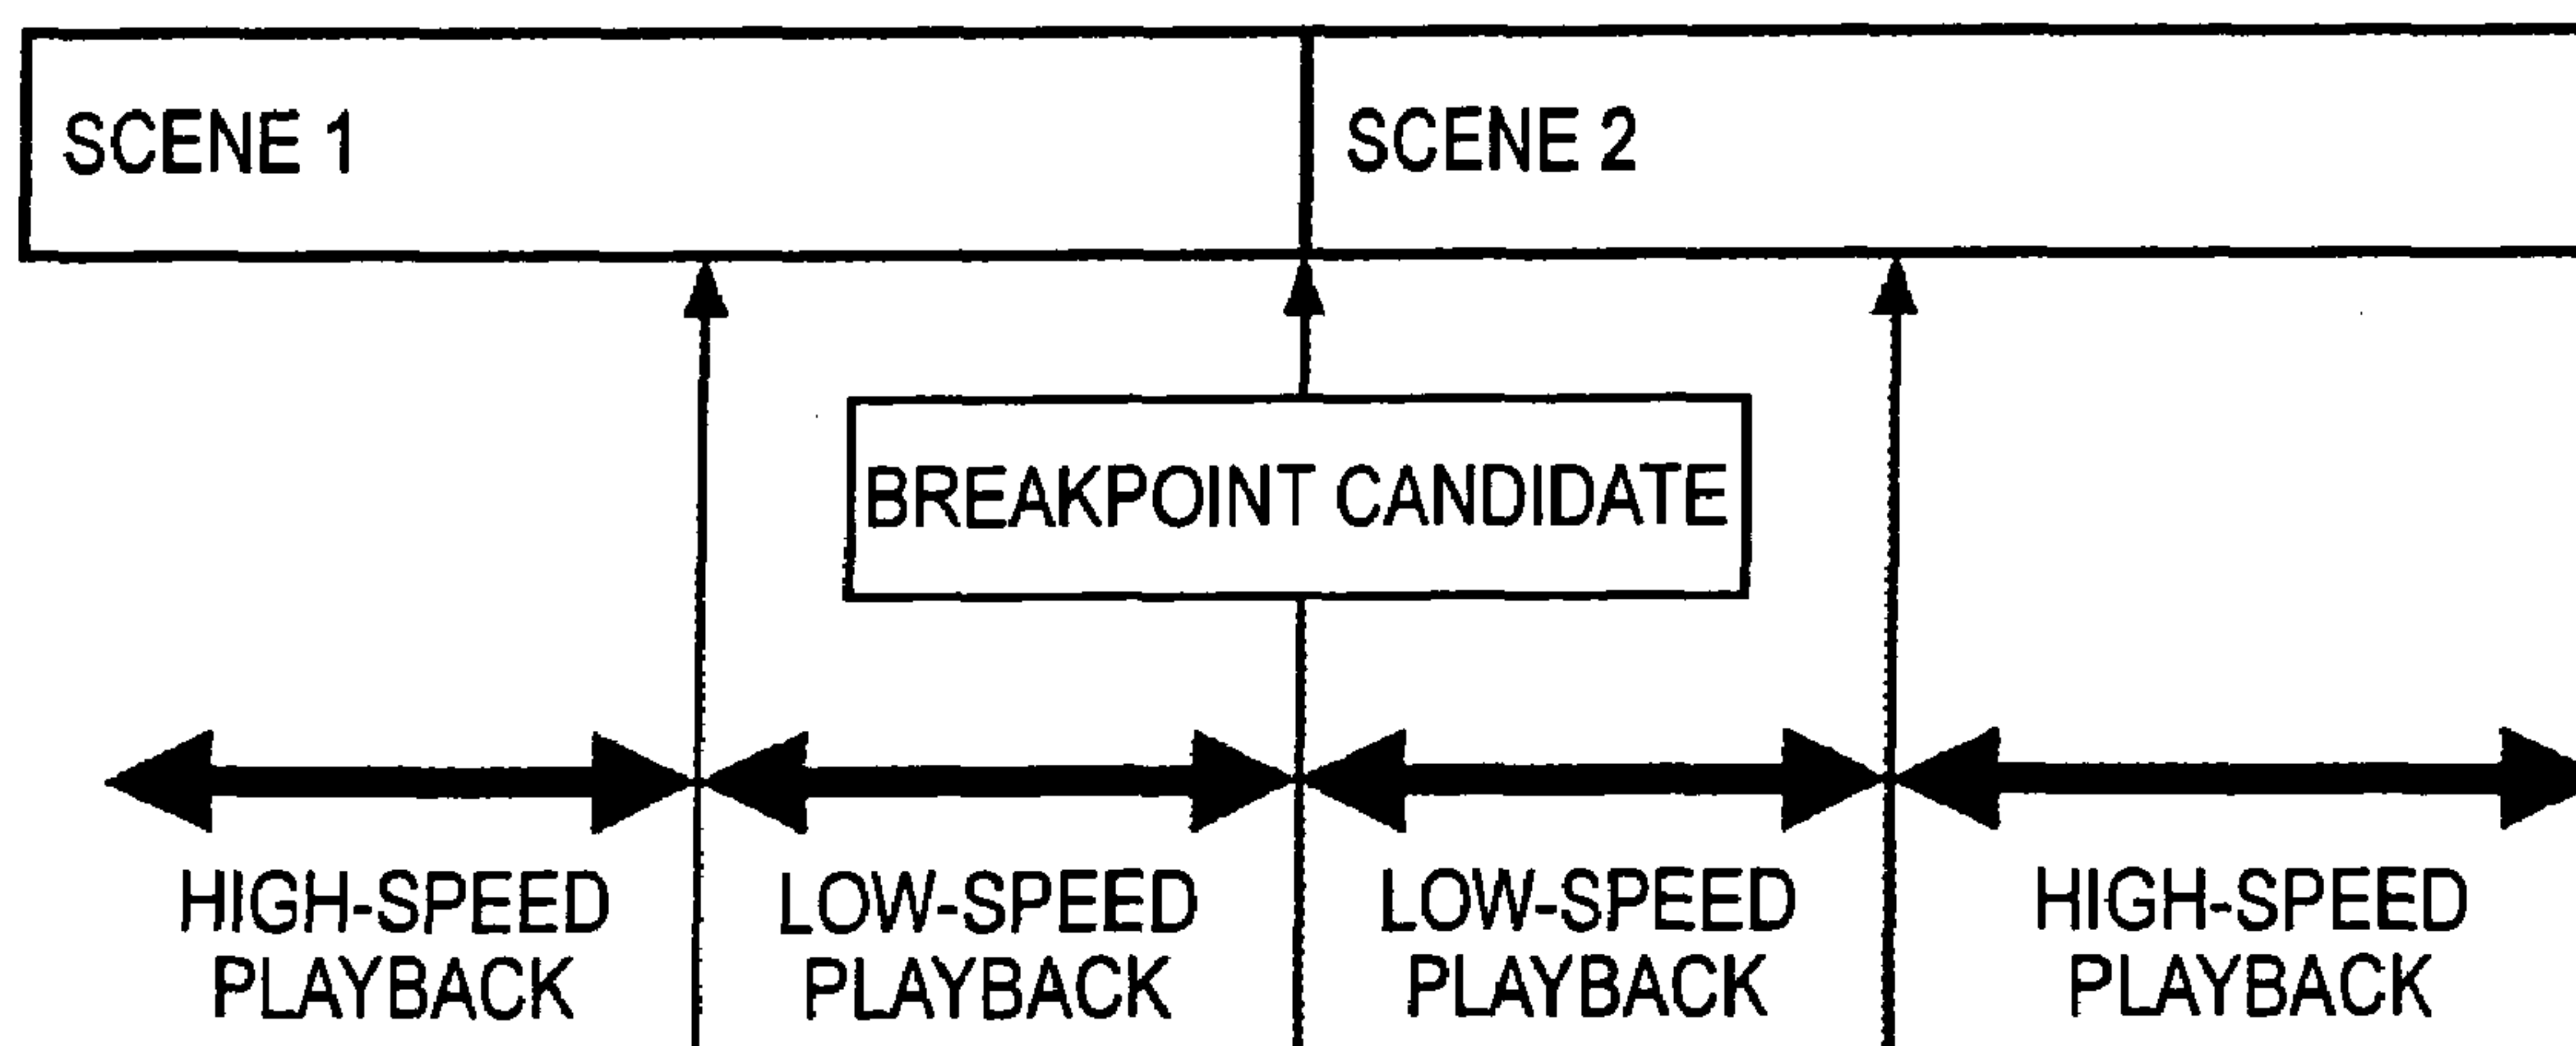 SCENE 1
SCENE 2
BREAKPOINT CANDIDATE
HIGH-SPEED
PLAYBACK
LOW-SPEED
PLAYBACK
LOW-SPEED
PLAYBACK
HIGH-SPEED
PLAYBACK